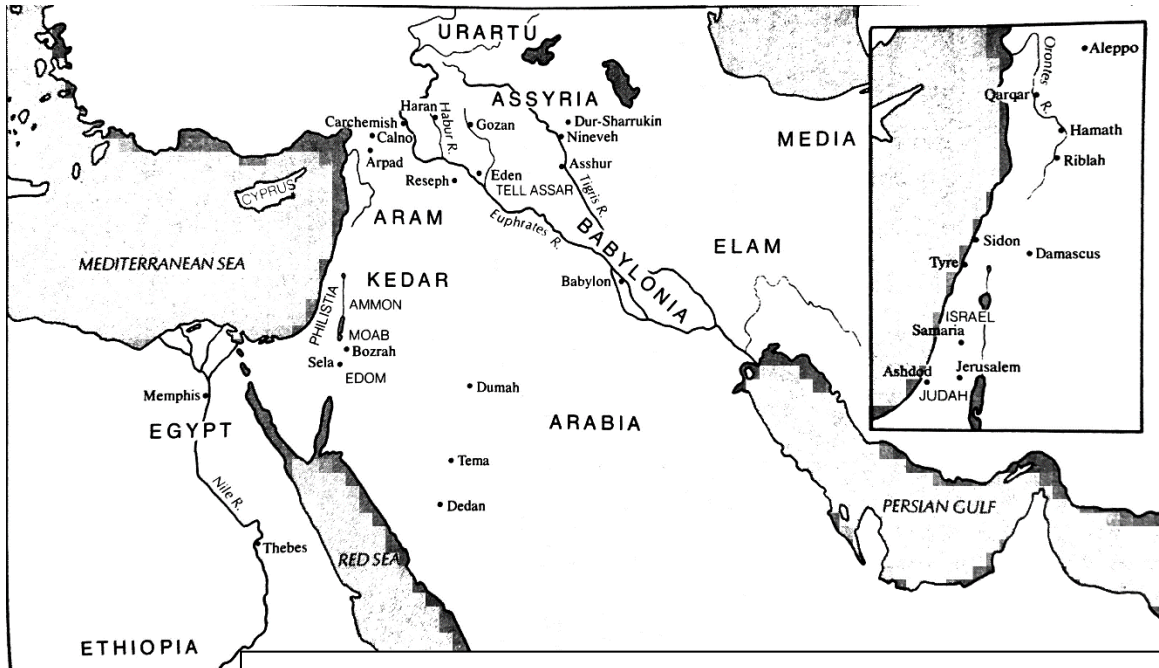 URARTU
ASSYRIA
Haran
Habur R.
Gozan
Dur-Sharrukin
Nineveh
Carchemish
Calno
Arpad
Asshur
Reseph
Eden
TELL ASSAR
Tigris R.
MEDIA
CYPRUS
ARAM
Euphrates R.
BABYLONIA
ELAM
MEDITERRANEAN SEA
KEDAR
Babylon
PHILISTIA
AMMON
MOAB
Bozrah
Sela
EDOM
Memphis
Dumah
EGYPT
ARABIA
Tema
Nile R.
Dedan
Thebes
RED SEA
PERSIAN GULF
ETHIOPIA
Orontes R.
Aleppo
Qarqar
Hamath
Riblah
Sidon
Damascus
Tyre
ISRAEL
Samaria
Ashdod
Jerusalem
JUDAH